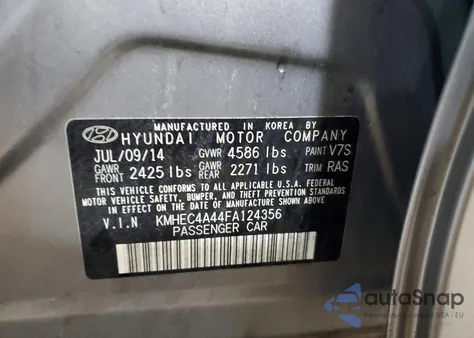 MANUFACTURED IN KOREA BY
HYUNDAI MOTOR COMPANY
JUL/09/14 GVWR 4586 lbs PAINT V7S
GAWR FRONT 2425 lbs GAWR REAR 2271 lbs TRIM RAS
THIS VEHICLE CONFORMS TO ALL APPLICABLE U.S.A. FEDERAL
MOTOR VEHICLE SAFETY, BUMPER, AND THEFT PREVENTION
STANDARDS IN EFFECT ON THE DATE OF MANUFACTURE SHOWN ABOVE.
V.I.N KMHEC4A44FA124356
PASSENGER CAR
autoSnap